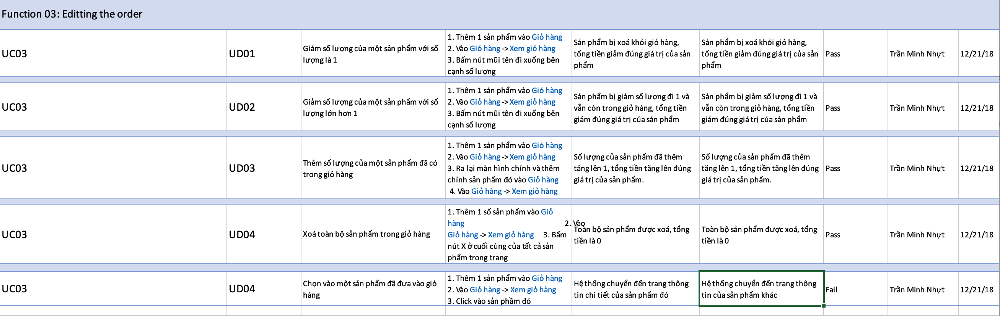 Function 03: Editting the order
UC03
UD01
Giảm số lượng của một sản phẩm với số
lượng là 1
1. Thêm 1 sản phẩm vào Giỏ hàng
2. Vào Giỏ hàng -> Xem giỏ hàng
3. Bấm nút mũi tên đi xuống bên
cạnh số lượng
Sản phẩm bị xoá khỏi giỏ hàng,
tổng tiền giảm đúng giá trị của sản
phẩm
Sản phẩm bị xoá khỏi giỏ hàng,
tổng tiền giảm đúng giá trị của sản
phẩm
Pass
Trần Minh Nhựt
12/21/18
UC03
UD02
Giảm số lượng của một sản phẩm với số
lượng lớn hơn 1
1. Thêm 1 sản phẩm vào Giỏ hàng
2. Vào Giỏ hàng -> Xem giỏ hàng
3. Bấm nút mũi tên đi xuống bên
cạnh số lượng
Sản phẩm bị giảm số lượng đi 1 và
vẫn còn trong giỏ hàng, tổng tiền
giảm đúng giá trị của sản phẩm
Sản phẩm bị giảm số lượng đi 1 và
vẫn còn trong giỏ hàng, tổng tiền
giảm đúng giá trị của sản phẩm
Pass
Trần Minh Nhựt
12/21/18
UC03
UD03
Thêm số lượng của một sản phẩm đã có
trong giỏ hàng
1. Thêm 1 sản phẩm vào Giỏ hàng
2. Vào Giỏ hàng -> Xem giỏ hàng
3. Ra lại màn hình chính và thêm
chính sản phẩm đó vào Giỏ hàng
4. Vào Giỏ hàng -> Xem giỏ hàng
Số lượng của sản phẩm đã thêm
tăng lên 1, tổng tiền tăng lên đúng
giá trị của sản phẩm.
Số lượng của sản phẩm đã thêm
tăng lên 1, tổng tiền tăng lên đúng
giá trị của sản phẩm.
Pass
Trần Minh Nhựt
12/21/18
UC03
UD04
Xoá toàn bộ sản phẩm trong giỏ hàng
1. Thêm 1 số sản phẩm vào Giỏ
hàng 2. Vào
Giỏ hàng -> Xem giỏ hàng 3. Bấm
nút X ở cuối cùng của tất cả sản
phẩm trong trang
Toàn bộ sản phẩm được xoá, tổng
tiền là 0
Toàn bộ sản phẩm được xoá, tổng
tiền là 0
Pass
Trần Minh Nhựt
12/21/18
UC03
UD04
Chọn vào một sản phẩm đã đưa vào giỏ
hàng
1. Thêm 1 sản phẩm vào Giỏ hàng
2. Vào Giỏ hàng -> Xem giỏ hàng
3. Click vào sản phầm đó
Hệ thống chuyển đến trang thông
tin chi tiết của sản phẩm đó
Hệ thống chuyển đến trang thông
tin của sản phẩm khác
Fail
Trần Minh Nhựt
12/21/18